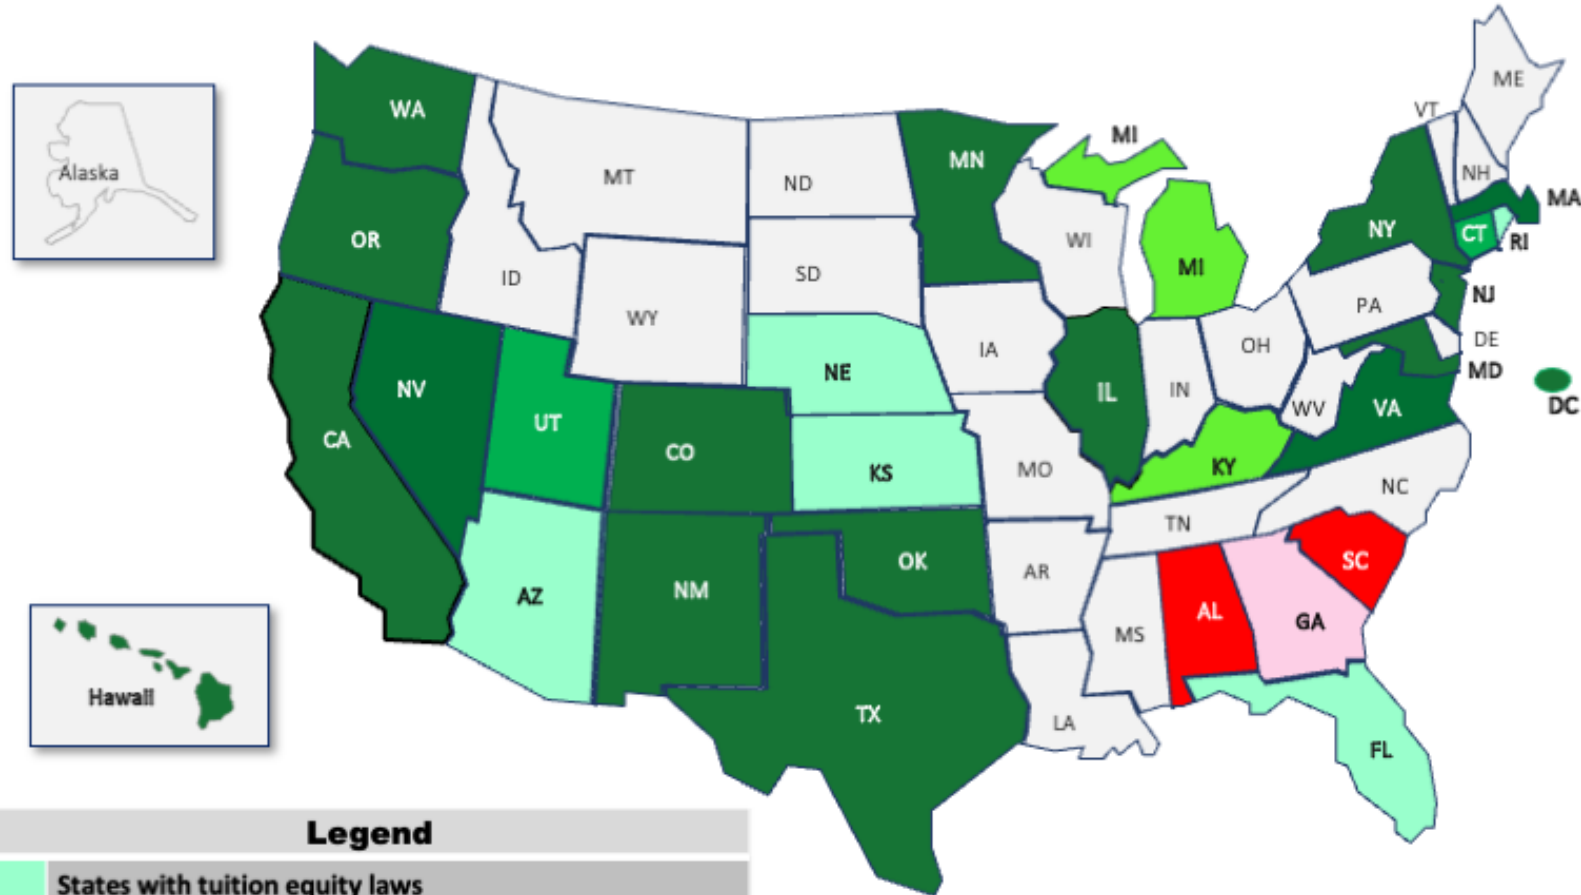 ME
VT
WA
MI
MN
NH
Alaska
MT
ND
MA
NY
CT
RI
OR
WI
MI
ID
SD
NJ
WY
PA
DE
IA
OH
MD
NE
NV
IN
IL
WV
VA
DC
UT
CA
CO
KS
MO
KY
NC
TN
OK
SC
AR
AZ
NM
AL
GA
MS
Hawaii
TX
LA
FL
Legend
States with tuition equity laws